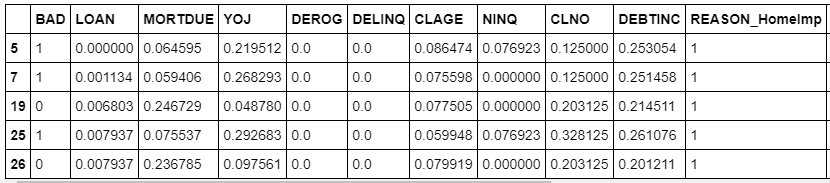 BAD LOAN MORTDUE YOJ DEROG DELINQ CLAGE NINQ CLNO DEBTINC REASON_HomeImp
5 1 0.000000 0.064595 0.219512 0.0 0.0 0.086474 0.076923 0.125000 0.253054 1
7 1 0.001134 0.059406 0.268293 0.0 0.0 0.075598 0.000000 0.125000 0.251458 1
19 0 0.006803 0.246729 0.048780 0.0 0.0 0.077505 0.000000 0.203125 0.214511 1
25 1 0.007937 0.075537 0.292683 0.0 0.0 0.059948 0.076923 0.328125 0.261076 1
26 0 0.007937 0.236785 0.097561 0.0 0.0 0.079919 0.000000 0.203125 0.201211 1